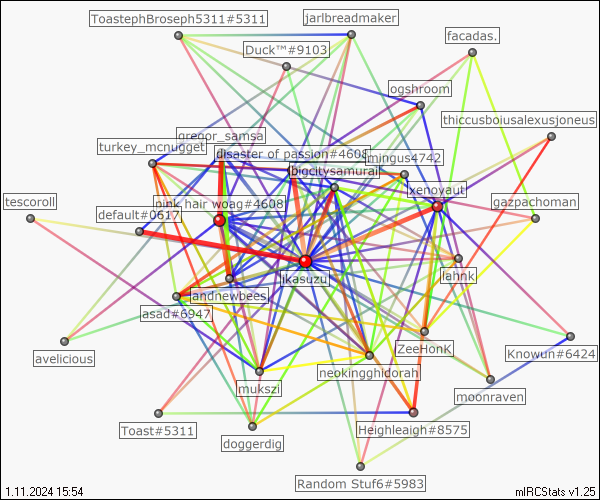 ToastephBroseph5311#5311
jarlbreadmaker
facadas.
Duck™#9103
ogshroom
thiccusboiusalexusjoneus
gregor_samsa
turkey_mcnugget
disaster of passion#4608
mingus4742
bigcitysamurai
xenoyaut
tescoroll
pink hair woag#4608
gazpachoman
default#0617
jkasuzu
lahnk
andnewbees
asad#6947
ZeeHonK
Knowun#6424
avelicious
neokingghidorah
mukszi
moonraven
Toast#5311
Heighleaigh#8575
doggerdig
Random Stuf6#5983
1.11.2024 15:54
mIRCStats v1.25